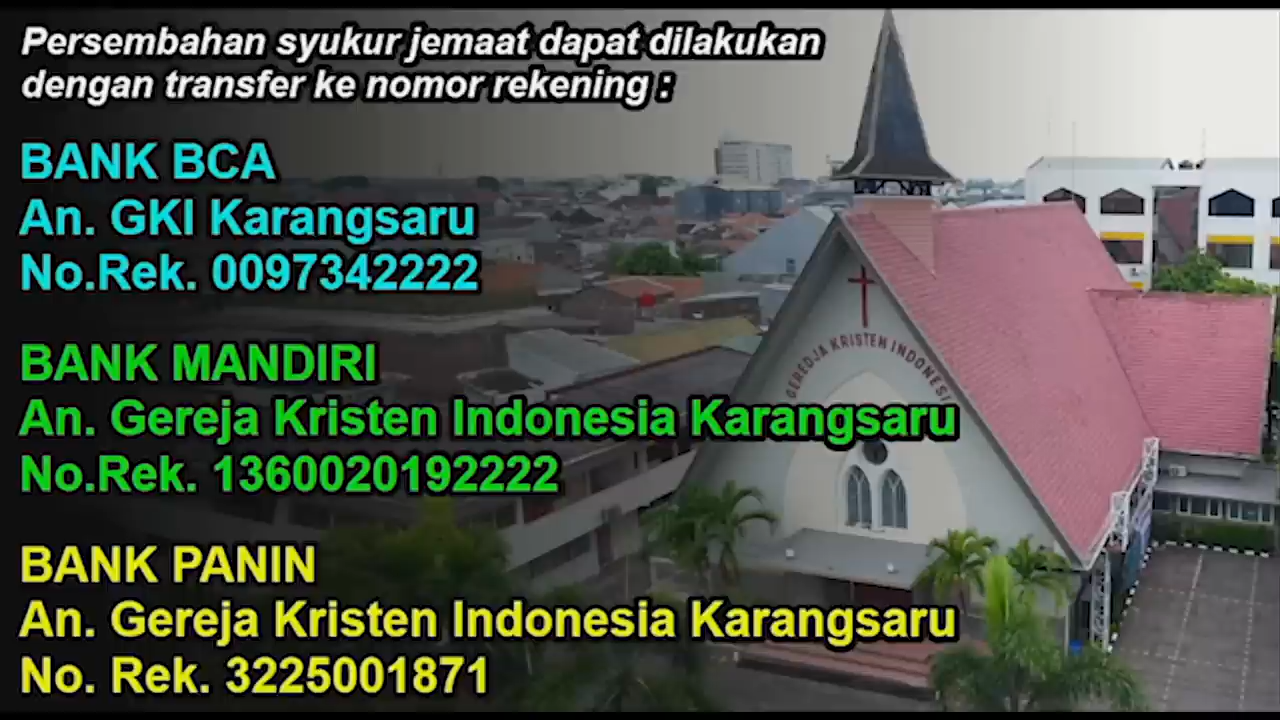 Persembahan syukur jemaat dapat dilakukan
dengan transfer ke nomor rekening :
BANK BCA
An. GKI Karangsaru
No.Rek. 0097342222
BANK MANDIRI
An. Gereja Kristen Indonesia Karangsaru
No.Rek. 1360020192222
BANK PANIN
An. Gereja Kristen Indonesia Karangsaru
No. Rek. 3225001871
GEREDJA KRISTEN INDONESI